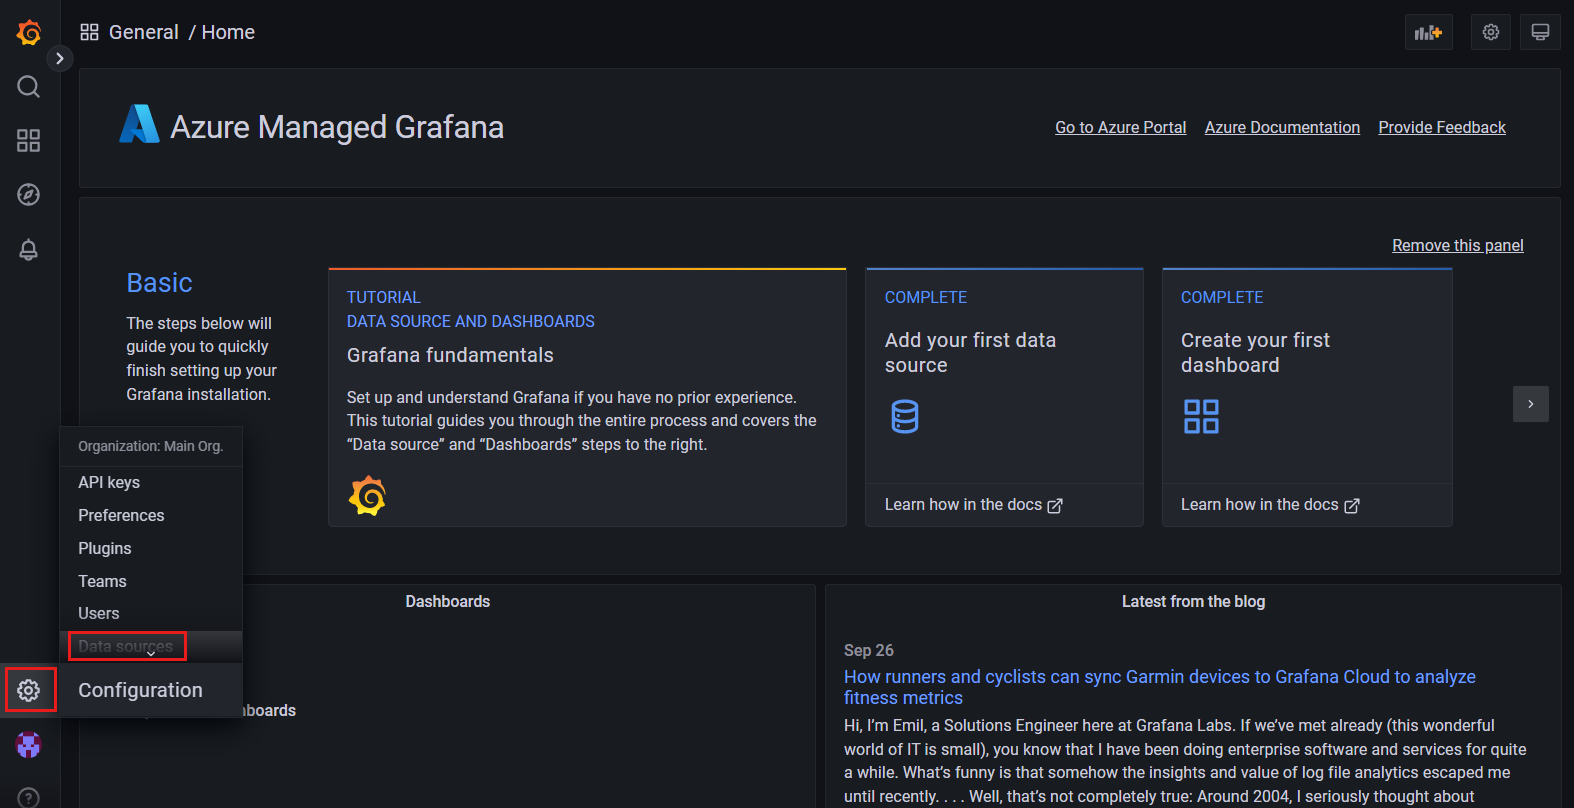 General / Home
Azure Managed Grafana
Go to Azure Portal Azure Documentation Provide Feedback
Remove this panel
Basic
The steps below will
guide you to quickly
finish setting up your
Grafana installation.
TUTORIAL
DATA SOURCE AND DASHBOARDS
Grafana fundamentals
Set up and understand Grafana if you have no prior experience.
This tutorial guides you through the entire process and covers the
“Data source” and “Dashboards” steps to the right.
COMPLETE
Add your first data
source
Learn how in the docs
COMPLETE
Create your first
dashboard
Learn how in the docs
Organization: Main Org.
API keys
Preferences
Plugins
Teams
Users
Data sources
Configuration
Dashboards
boards
Latest from the blog
Sep 26
How runners and cyclists can sync Garmin devices to Grafana Cloud to analyze
fitness metrics
Hi, I’m Emil, a Solutions Engineer here at Grafana Labs. If we’ve met already (this wonderful
world of IT is small), you know that I have been doing enterprise software and services for quite
a while. What’s funny is that somehow the insights and value of log file analytics escaped me
until recently. . . . Well, that’s not completely true: Around 2004, I seriously thought about